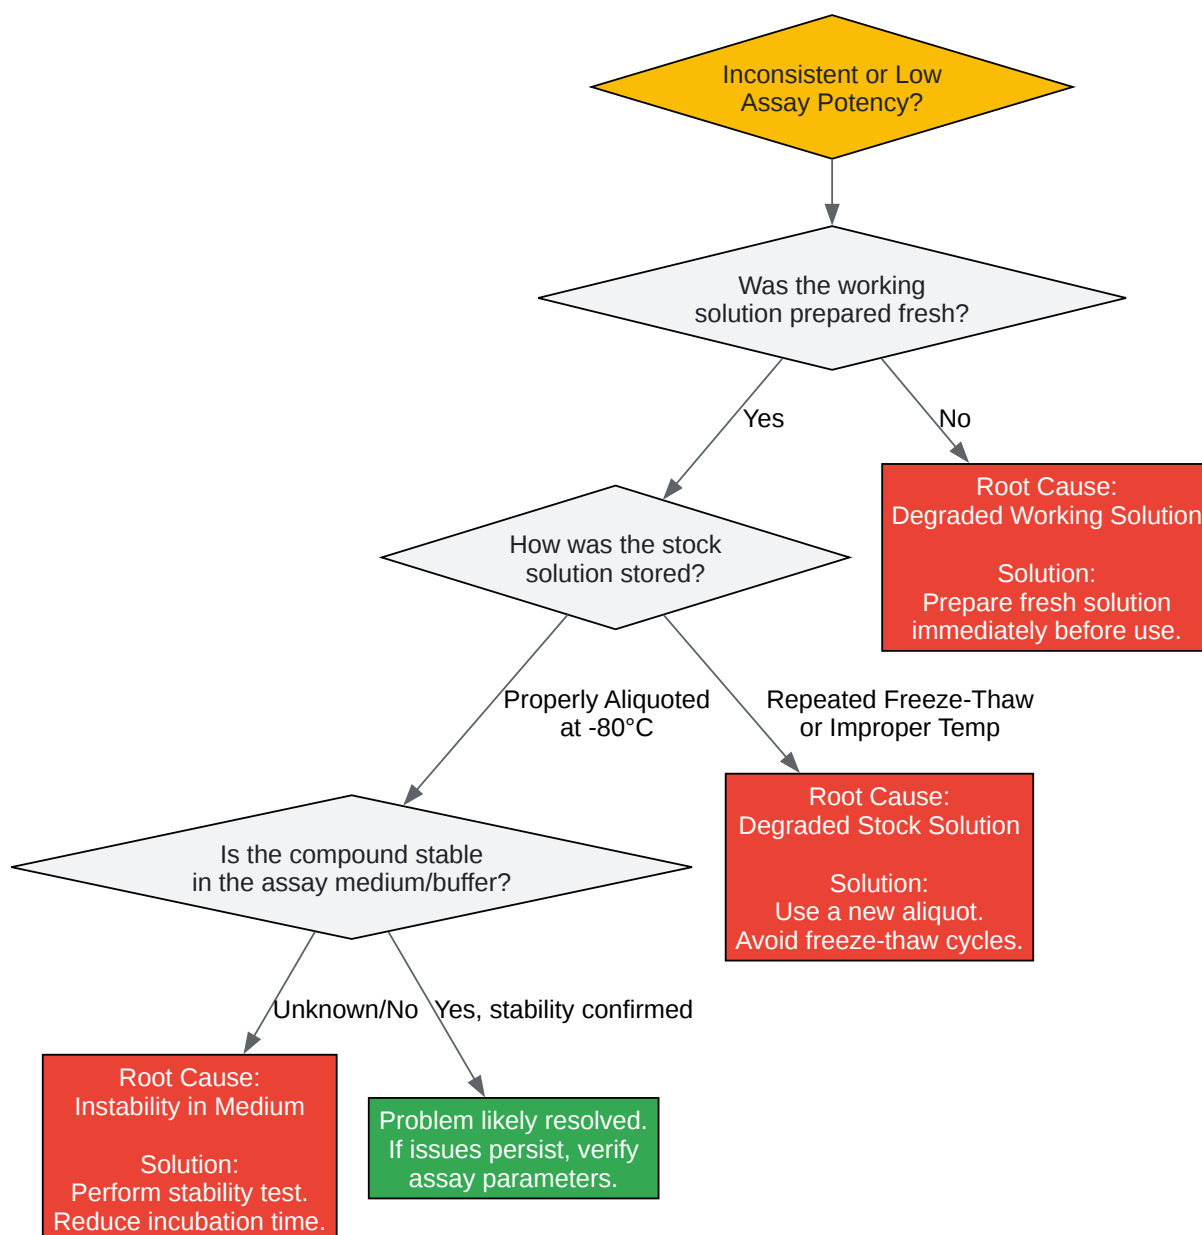 Inconsistent or Low
Assay Potency?
Was the working
solution prepared fresh?
Yes
No
Root Cause:
Degraded Working Solution
Solution:
Prepare fresh solution
immediately before use.
How was the stock
solution stored?
Properly Aliquoted
at -80°C
Repeated Freeze-Thaw
or Improper Temp
Root Cause:
Degraded Stock Solution
Solution:
Use a new aliquot.
Avoid freeze-thaw cycles.
Is the compound stable
in the assay medium/buffer?
Unknown/No
Yes, stability confirmed
Root Cause:
Instability in Medium
Solution:
Perform stability test.
Reduce incubation time.
Problem likely resolved.
If issues persist, verify
assay parameters.